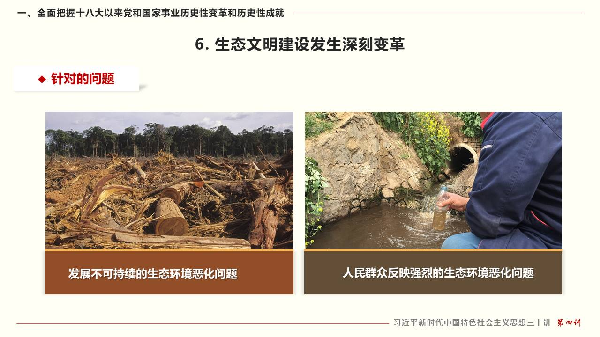 一、全面把握十八大以来党和国家事业历史性变革和历史性成就
6. 生态文明建设发生深刻变革
◆ 针对的问题
发展不可持续的生态环境恶化问题
人民群众反映强烈的生态环境恶化问题
习近平新时代中国特色社会主义思想三十讲 第四讲